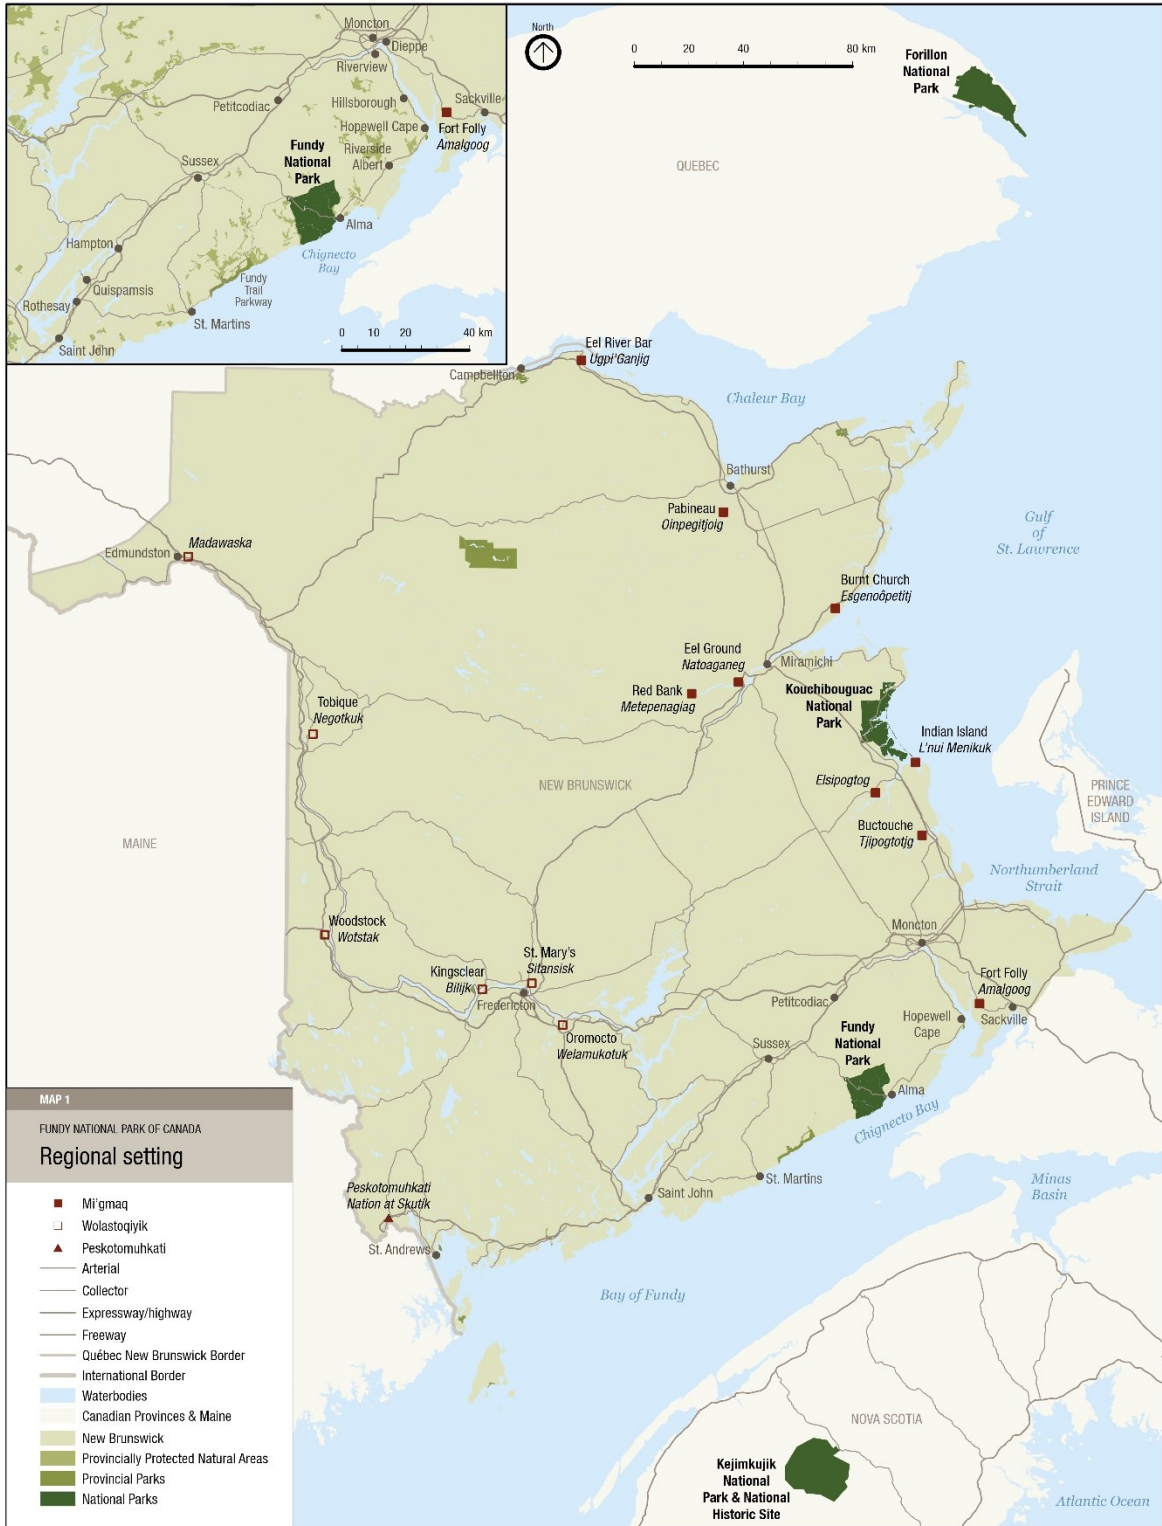 Moncton
Dieppe
Riverview
Petitcodiac
Hillsborough
Sackville
Hopewell Cape
Fort Folly
Amalgoog
Fundy
National
Park
Riverside
Albert
Sussex
Alma
Hampton
Chignecto
Bay
Fundy
Trail
Parkway
Quispamsis
Rothesay
St. Martins
Saint John
0 20 40 km
North
0 20 40 80 km
Forillon
National
Park
QUEBEC
Eel River Bar
Ugpi'Ganjig
Campbellton
Chaleur Bay
Bathurst
Pabineau
Oinpegitjoig
Gulf
of
St. Lawrence
Edmundston
Madawaska
Burnt Church
Esgenoôpetitj
Eel Ground
Natoaganeg
Miramichi
Red Bank
Metepenagiag
Kouchibouguac
National
Park
Tobique
Negotkuk
Indian Island
L'nui Menikuk
NEW BRUNSWICK
Elsipogtog
PRINCE
EDWARD
ISLAND
MAINE
Buctouche
Tjipogtotjg
Northumberland
Strait
Woodstock
Wotstak
Moncton
Kingsclear
Bilijk
St. Mary's
Sitansisk
Fredericton
Fort Folly
Amalgoog
Petitcodiac
Sackville
Hopewell
Cape
Oromocto
Welamukotuk
Fundy
National
Park
Sussex
Alma
Chignecto Bay
St. Martins
Minas
Basin
Saint John
Peskotomuhkati
Nation at Skutik
St. Andrews
Bay of Fundy
NOVA SCOTIA
Kejimkujik
National
Park & National
Historic Site
Atlantic Ocean
MAP 1
FUNDY NATIONAL PARK OF CANADA
Regional setting
Mi'gmaq
Wolastoqiyik
Peskotomuhkati
Arterial
Collector
Expressway/highway
Freeway
Québec New Brunswick Border
International Border
Waterbodies
Canadian Provinces & Maine
New Brunswick
Provincially Protected Natural Areas
Provincial Parks
National Parks